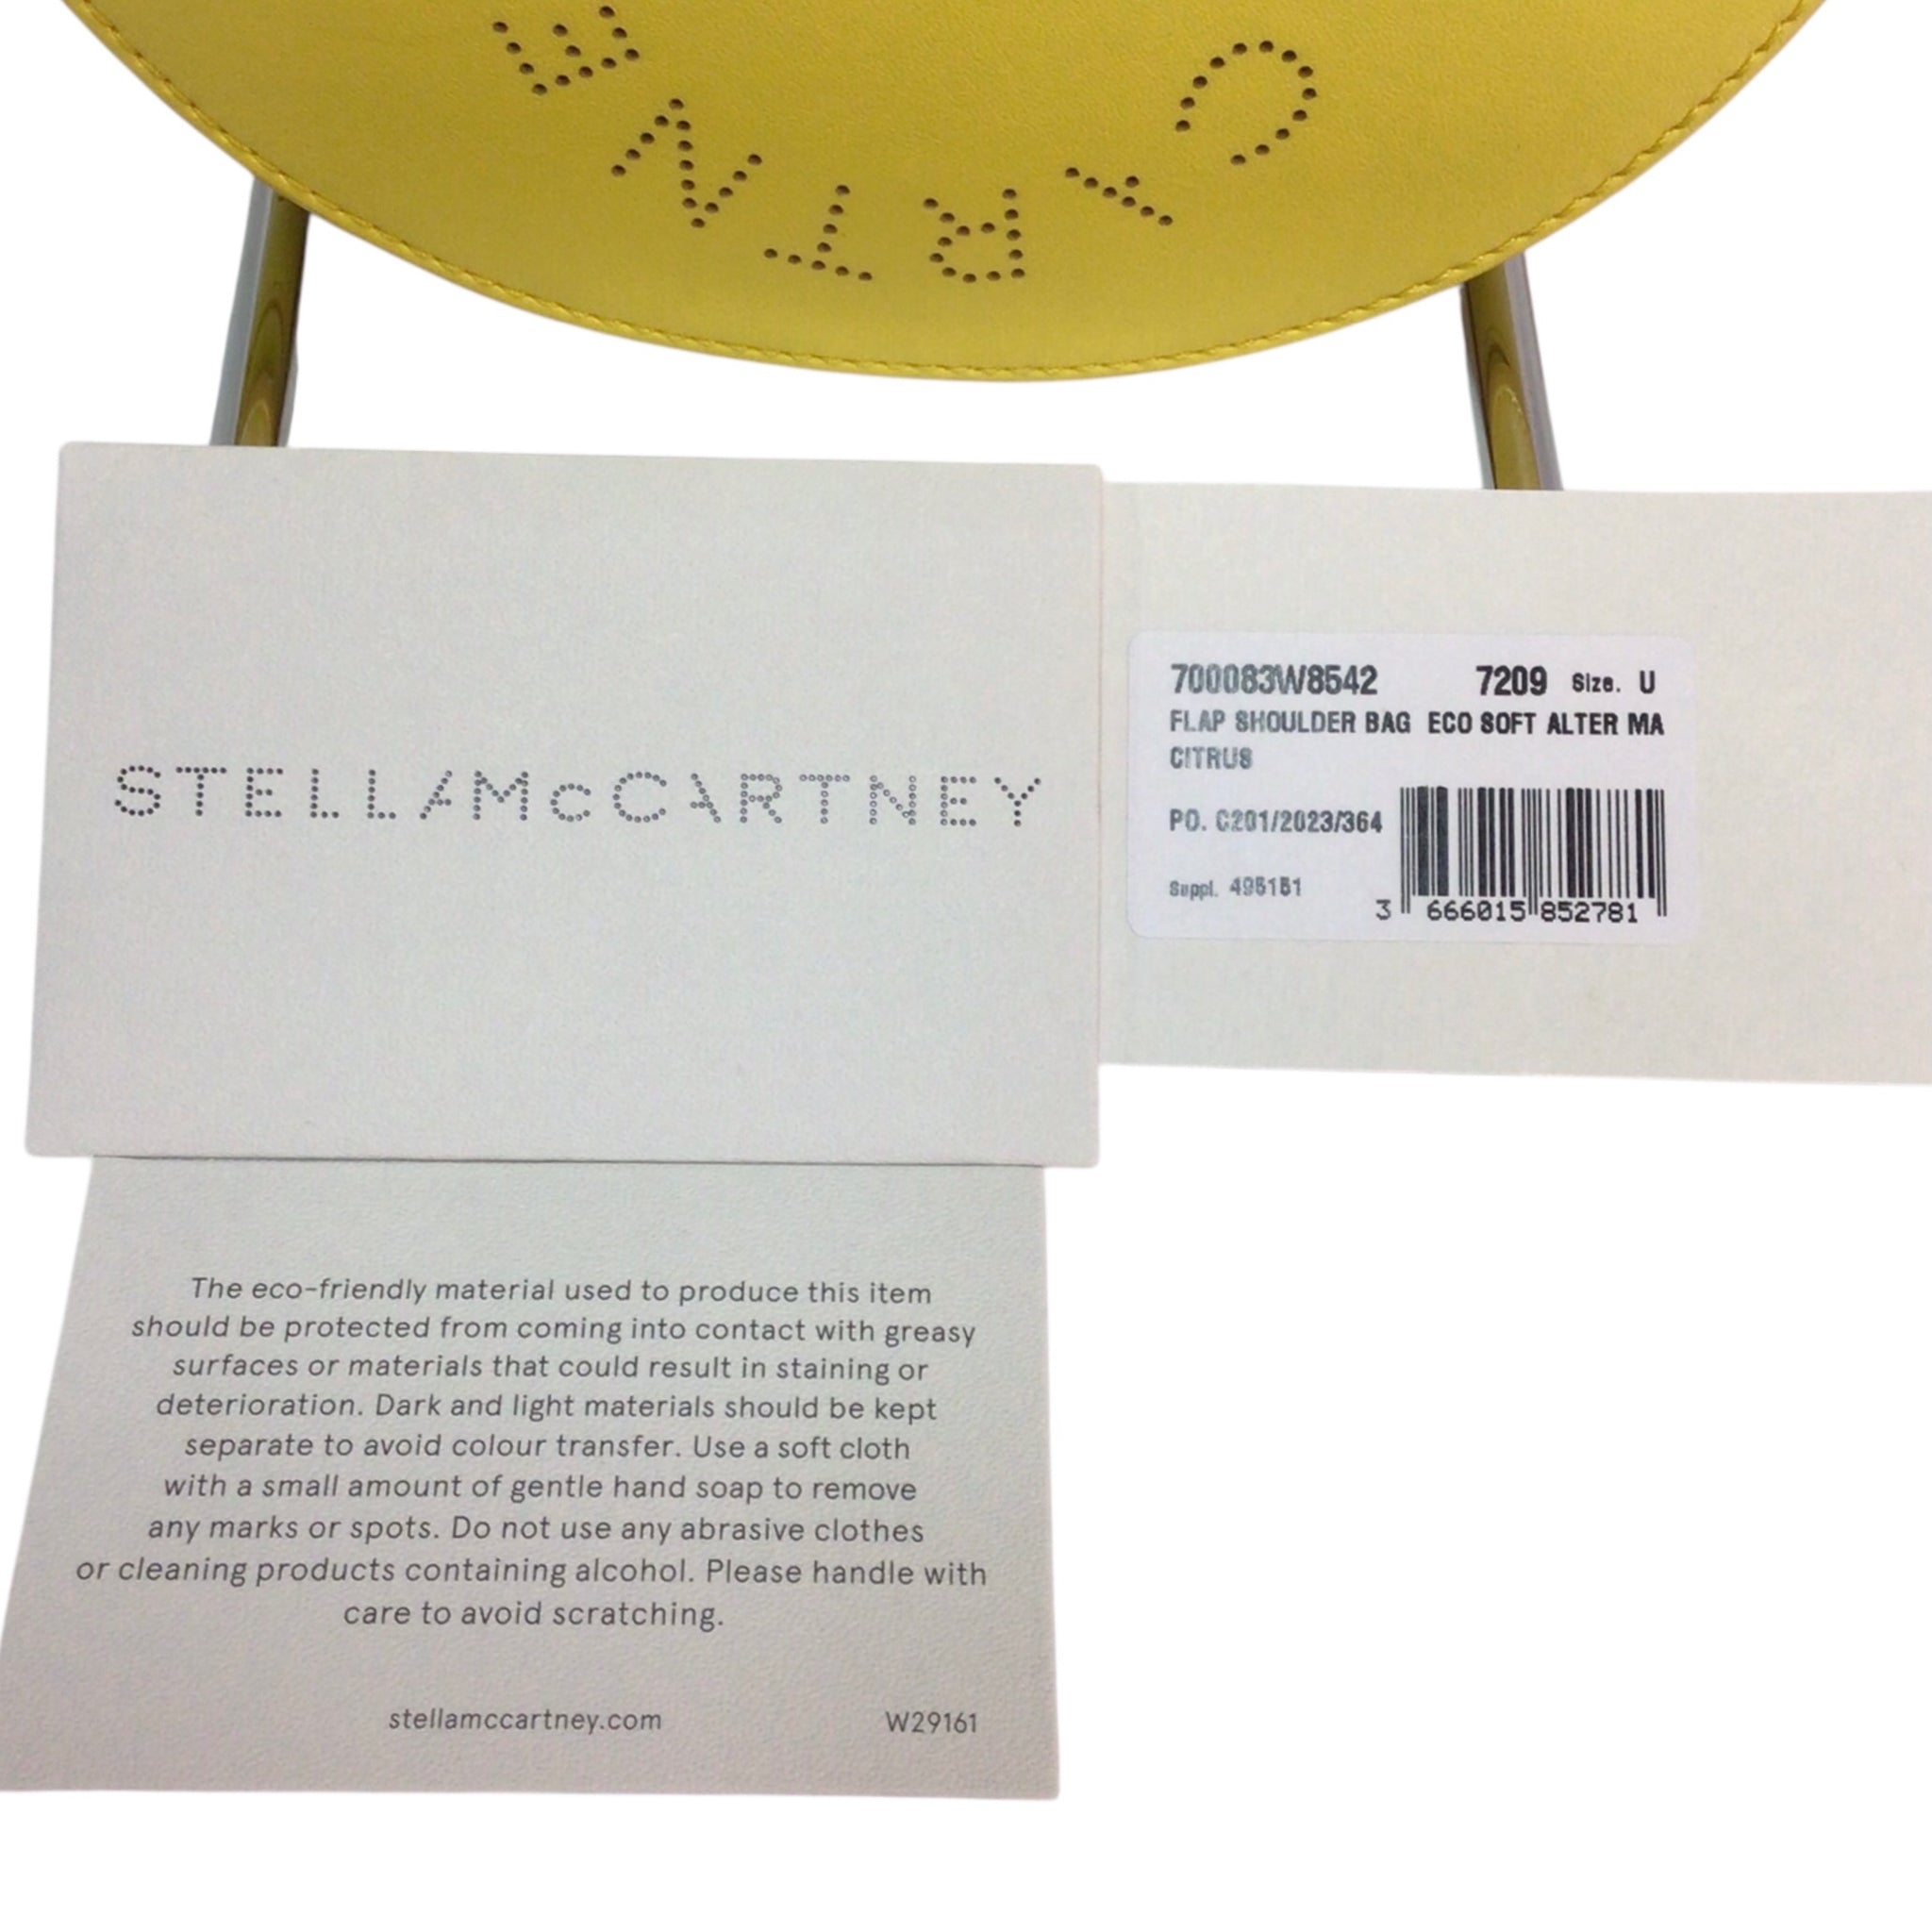 CARTNE
STELLAMcCARTNEY
700083W8542 7209 Size. U
FLAP SHOULDER BAG ECO SOFT ALTER MA
CITRUS
PO. C201/2023/364
Suppl. 495151
3 666015 852781
The eco-friendly material used to produce this item
should be protected from coming into contact with greasy
surfaces or materials that could result in staining or
deterioration. Dark and light materials should be kept
separate to avoid colour transfer. Use a soft cloth
with a small amount of gentle hand soap to remove
any marks or spots. Do not use any abrasive clothes
or cleaning products containing alcohol. Please handle with
care to avoid scratching.
stellamccartney.com W29161